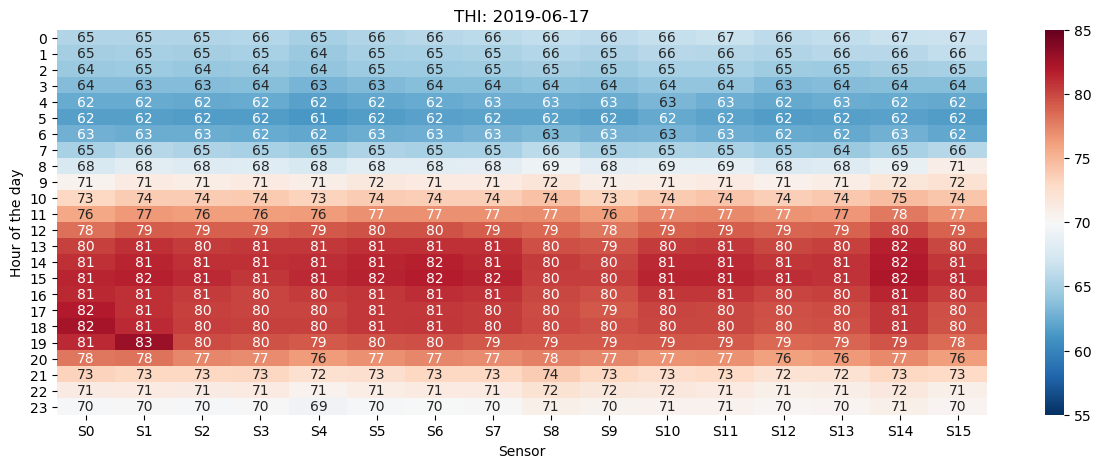 THI: 2019-06-17
0 65 65 65 66 65 66 66 66 66 66 66 67 66 66 67 67
1 65 65 65 65 64 65 65 65 66 65 66 66 65 66 66 66
2 64 65 64 64 64 65 65 65 65 65 65 65 65 65 65 65
3 64 63 63 64 63 63 64 64 64 64 64 64 63 64 64 64
4 62 62 62 62 62 62 62 63 63 63 63 63 62 63 62 62
5 62 62 62 62 61 62 62 62 62 62 62 62 62 62 62 62
6 63 63 63 62 62 63 63 63 63 63 63 63 62 62 63 62
7 65 66 65 65 65 65 65 65 66 65 65 65 65 64 65 66
8 68 68 68 68 68 68 68 68 69 68 69 69 68 68 69 71
9 71 71 71 71 71 72 71 71 72 71 71 71 71 71 72 72
10 73 74 74 74 73 74 74 74 74 73 74 74 74 74 75 74
11 76 77 76 76 76 77 77 77 77 76 77 77 77 77 78 77
12 78 79 79 79 79 80 80 79 79 78 79 79 79 79 80 79
13 80 81 80 81 81 81 81 81 80 79 80 81 80 80 82 80
14 81 81 81 81 81 81 82 81 80 80 81 81 81 80 82 81
15 81 82 81 81 81 82 82 82 80 80 81 81 81 81 82 81
16 81 81 81 80 80 81 81 81 80 80 80 80 80 80 81 80
17 82 81 80 80 80 81 81 80 80 79 80 80 80 80 81 80
18 82 81 80 80 80 81 81 80 80 80 80 80 80 80 81 80
19 81 83 80 80 79 80 80 79 79 79 79 79 79 79 79 78
20 78 78 77 77 76 77 77 77 78 77 77 77 76 76 77 76
21 73 73 73 73 72 73 73 73 74 73 73 73 72 72 73 73
22 71 71 71 71 71 71 71 71 72 72 72 71 71 71 72 71
23 70 70 70 70 69 70 70 70 71 70 71 71 70 70 71 70
S0 S1 S2 S3 S4 S5 S6 S7 S8 S9 S10 S11 S12 S13 S14 S15
Sensor
Hour of the day
85
80
75
70
65
60
55